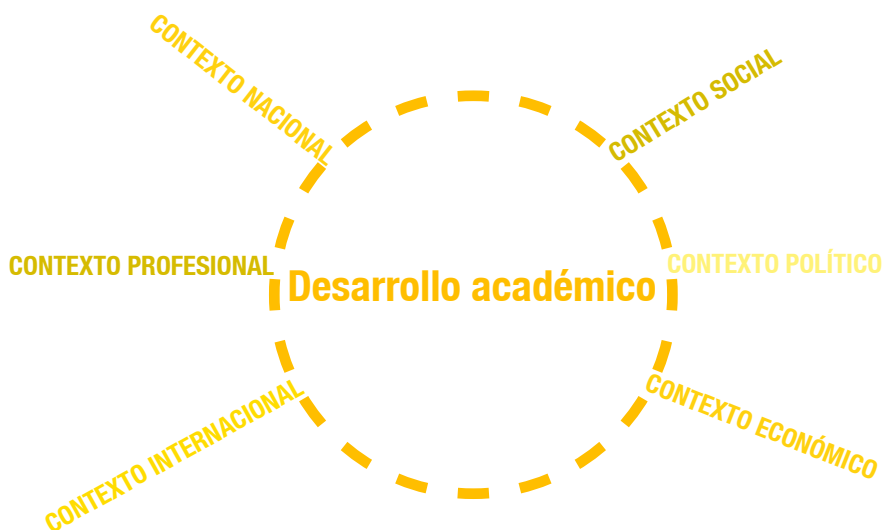 CONTEXTO NACIONAL
CONTEXTO SOCIAL
CONTEXTO PROFESIONAL
Desarrollo académico
CONTEXTO POLÍTICO
CONTEXTO INTERNACIONAL
CONTEXTO ECONÓMICO